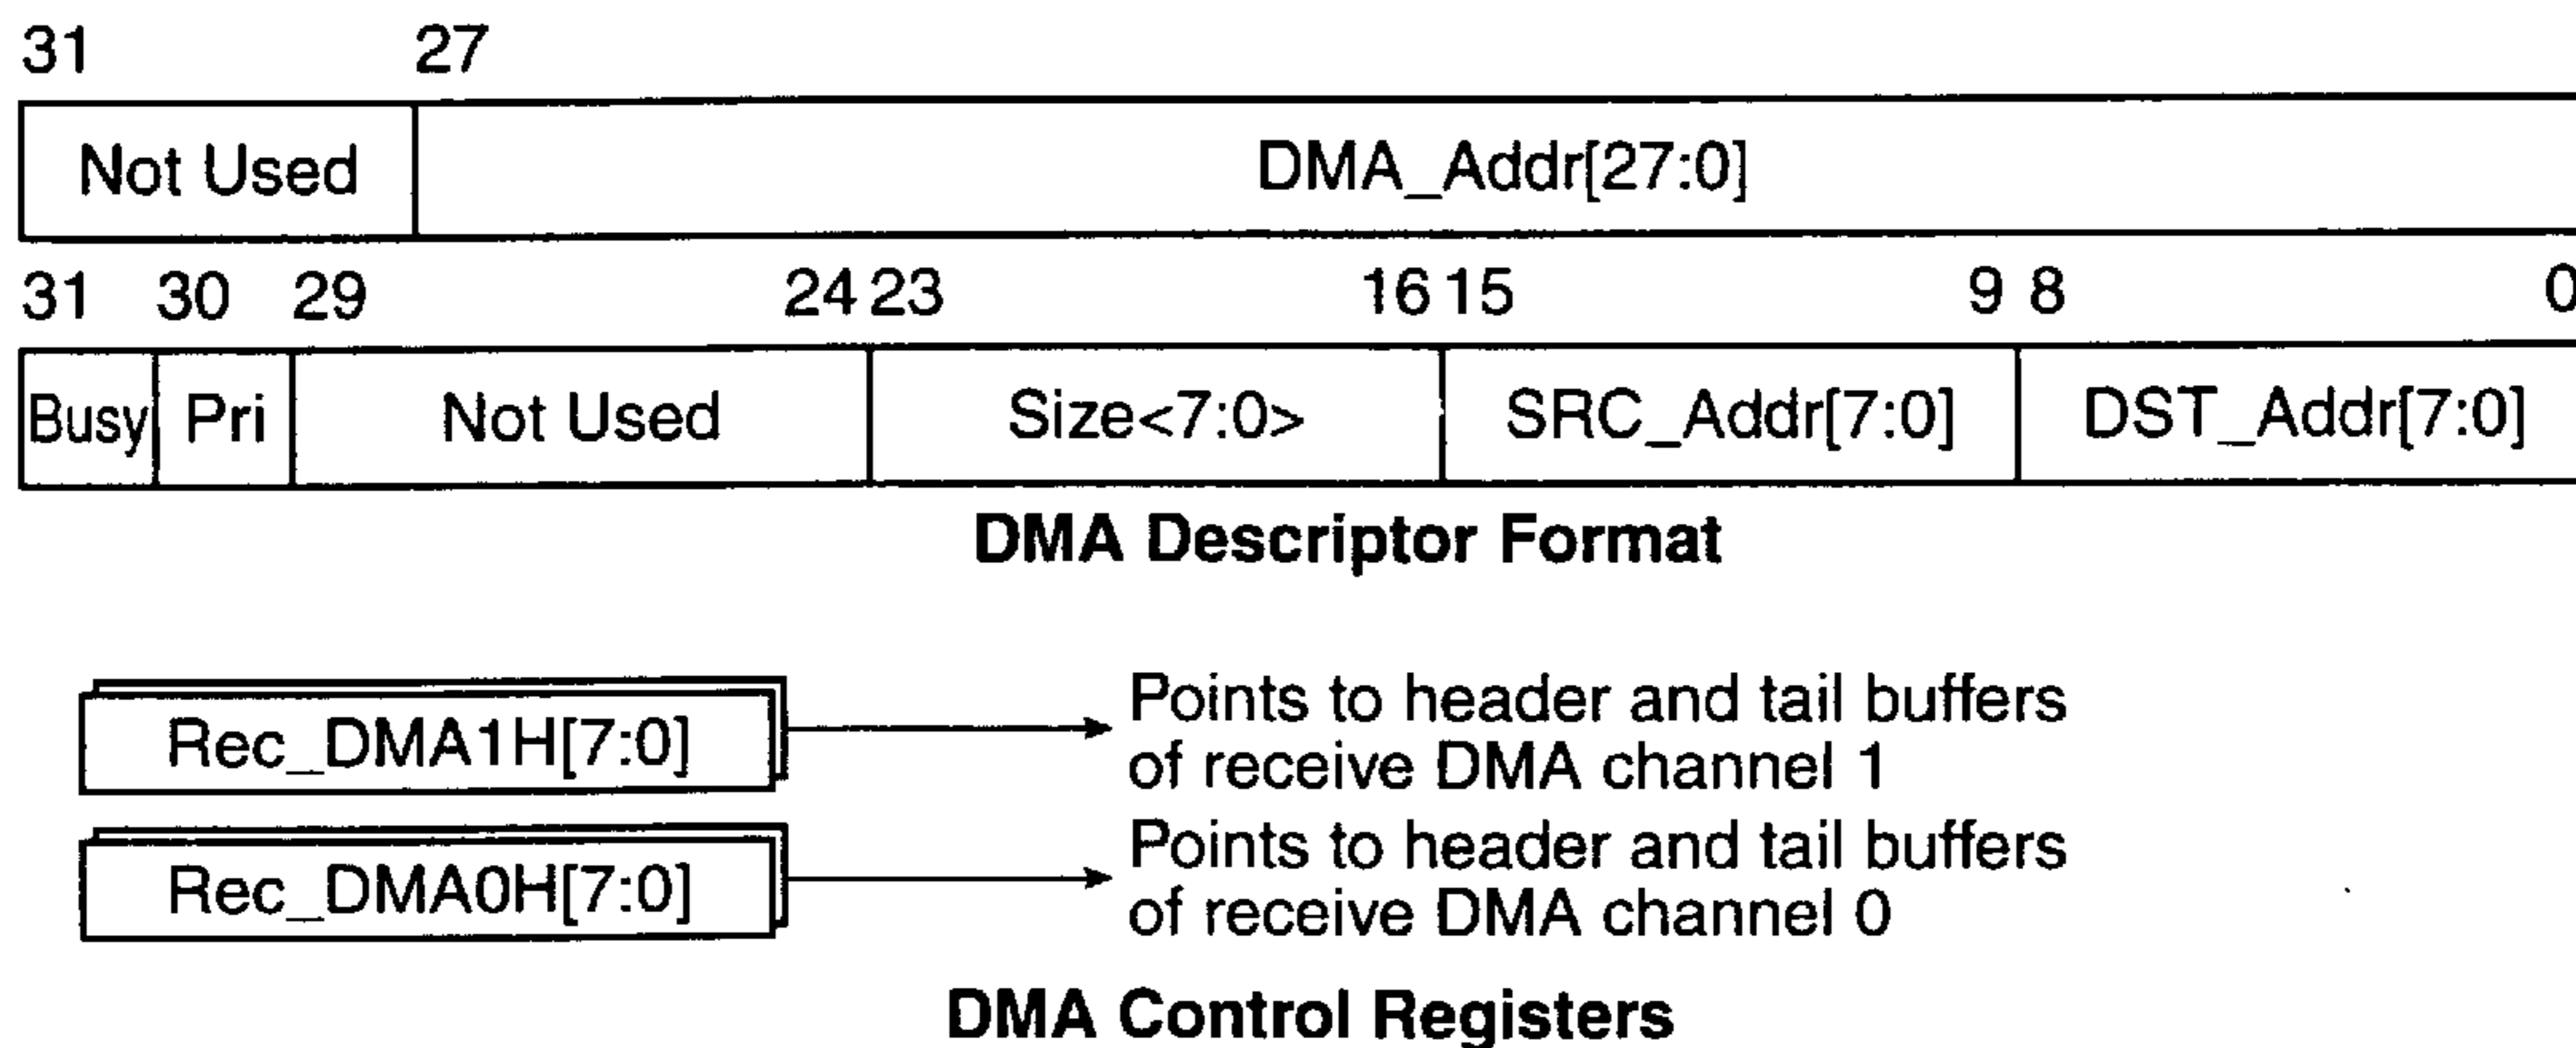 31 27
Not Used DMA_Addr[27:0]
31 30 29 24 23 16 15 9 8 0
Busy Pri Not Used Size<7:0> SRC_Addr[7:0] DST_Addr[7:0]
DMA Descriptor Format
Rec_DMA1H[7:0] Points to header and tail buffers
of receive DMA channel 1
Rec_DMA0H[7:0] Points to header and tail buffers
of receive DMA channel 0
DMA Control Registers